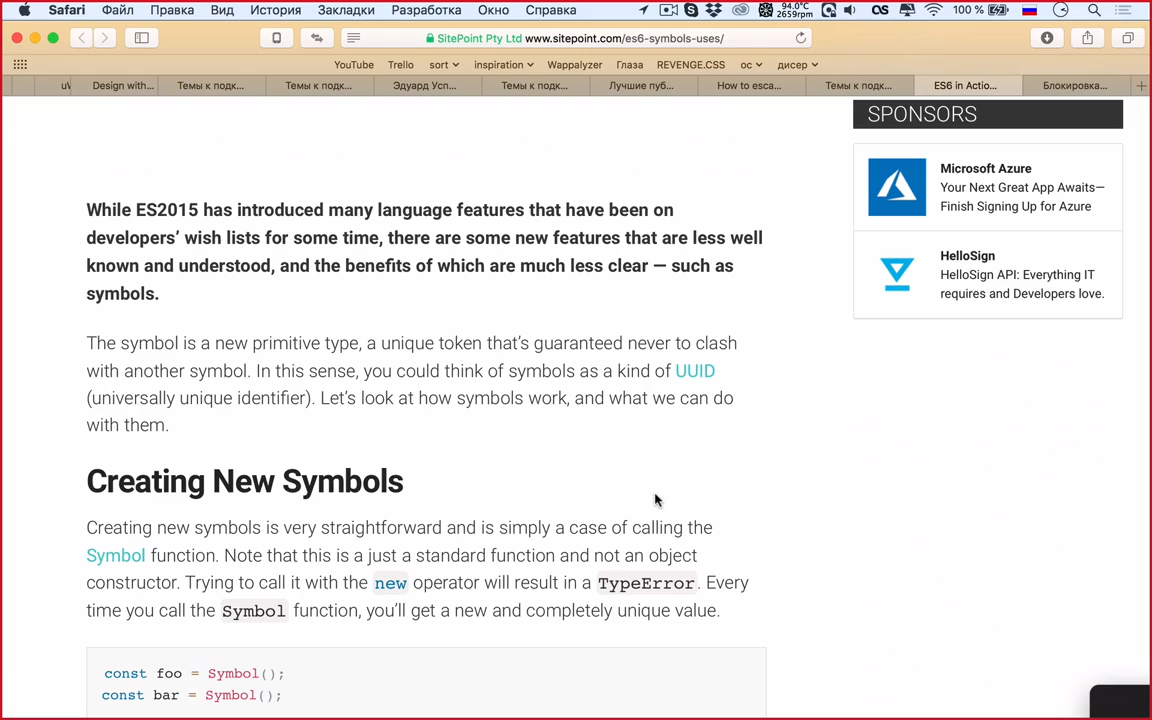 Safari Файл Правка Вид История Закладки Разработка Окно Справка 94.0°C 2659rpm 100 %
SitePoint Pty Ltd www.sitepoint.com/es6-symbols-uses/
YouTube Trello sort inspiration Wappalyzer Глаза REVENGE.CSS ос дисер
Design with... Темы к подк... Темы к подк... Эдуард Усп... Темы к подк... Лучшие пуб... How to esca... Темы к подк... ES6 in Actio... Блокировка...
SPONSORS
Microsoft Azure
Your Next Great App Awaits—
Finish Signing Up for Azure
HelloSign
HelloSign API: Everything IT
requires and Developers love.
While ES2015 has introduced many language features that have been on
developers’ wish lists for some time, there are some new features that are less well
known and understood, and the benefits of which are much less clear — such as
symbols.
The symbol is a new primitive type, a unique token that’s guaranteed never to clash
with another symbol. In this sense, you could think of symbols as a kind of UUID
(universally unique identifier). Let’s look at how symbols work, and what we can do
with them.
Creating New Symbols
Creating new symbols is very straightforward and is simply a case of calling the
Symbol function. Note that this is a just a standard function and not an object
constructor. Trying to call it with the new operator will result in a TypeError. Every
time you call the Symbol function, you’ll get a new and completely unique value.
const foo = Symbol();
const bar = Symbol();